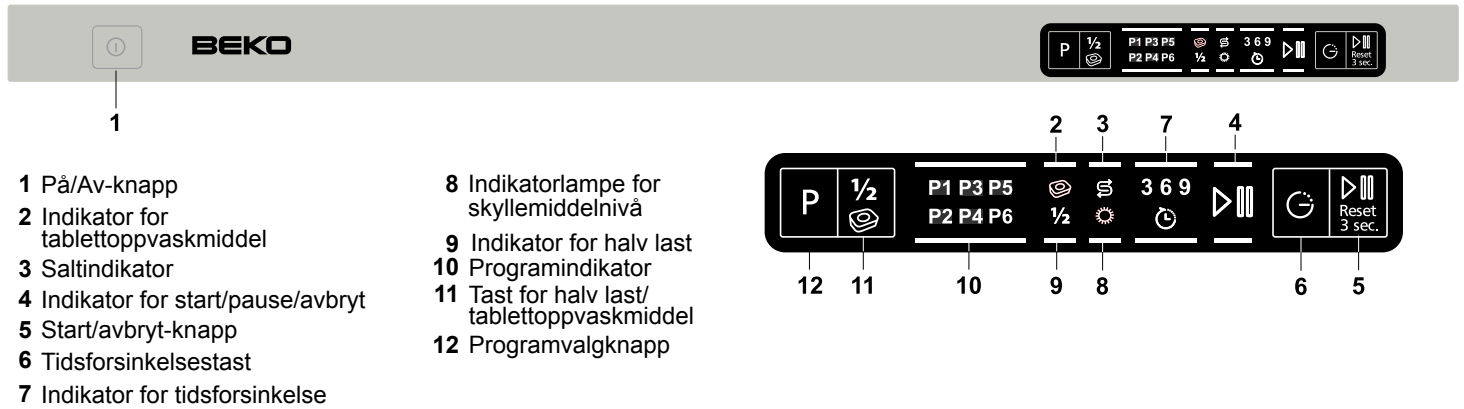 BEKO
P ½ P1 P3 P5 3 6 9 Reset
P2 P4 P6 ½ 3 sec.
1
2 3 7 4
P ½ P1 P3 P5 3 6 9
P2 P4 P6 ½ Reset
3 sec.
12 11 10 9 8 6 5
1 På/Av-knapp
2 Indikator for
tablettoppvaskmiddel
3 Saltindikator
4 Indikator for start/pause/avbryt
5 Start/avbryt-knapp
6 Tidsforsinkelsestast
7 Indikator for tidsforsinkelse
8 Indikatorlampe for
skyllemiddelnivå
9 Indikator for halv last
10 Programindikator
11 Tast for halv last/
tablettoppvaskmiddel
12 Programvalgknapp